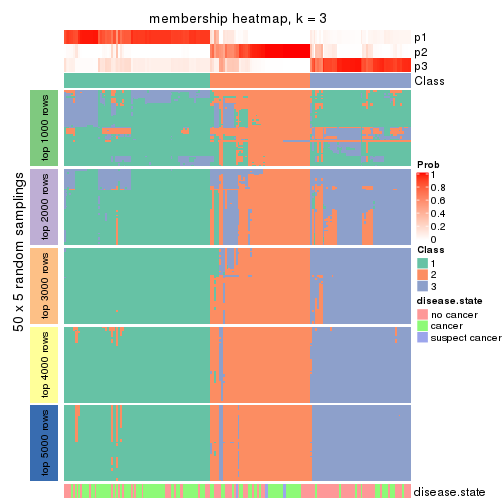 membership heatmap, k = 3
p1
p2
p3
Class
50 x 5 random samplings
top 1000 rows
top 2000 rows
top 3000 rows
top 4000 rows
top 5000 rows
Prob
1
0.8
0.6
0.4
0.2
0
Class
1
2
3
disease.state
no cancer
cancer
suspect cancer
disease.state